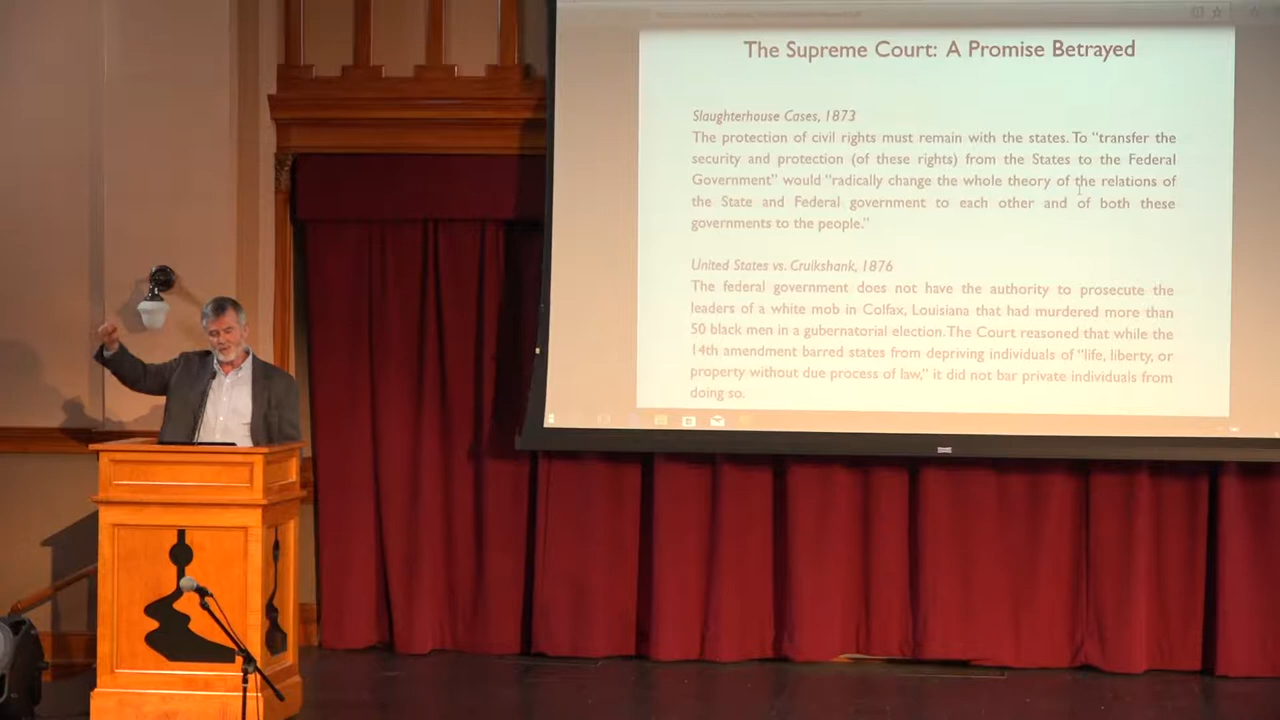 The Supreme Court: A Promise Betrayed
Slaughterhouse Cases, 1873
The protection of civil rights must remain with the states. To “transfer the
security and protection (of these rights) from the States to the Federal
Government” would “radically change the whole theory of the relations of
the State and Federal government to each other and of both these
governments to the people.”
United States vs. Cruikshank, 1876
The federal government does not have the authority to prosecute the
leaders of a white mob in Colfax, Louisiana that had murdered more than
50 black men in a gubernatorial election. The Court reasoned that while the
14th amendment barred states from depriving individuals of “life, liberty, or
property without due process of law,” it did not bar private individuals from
doing so.